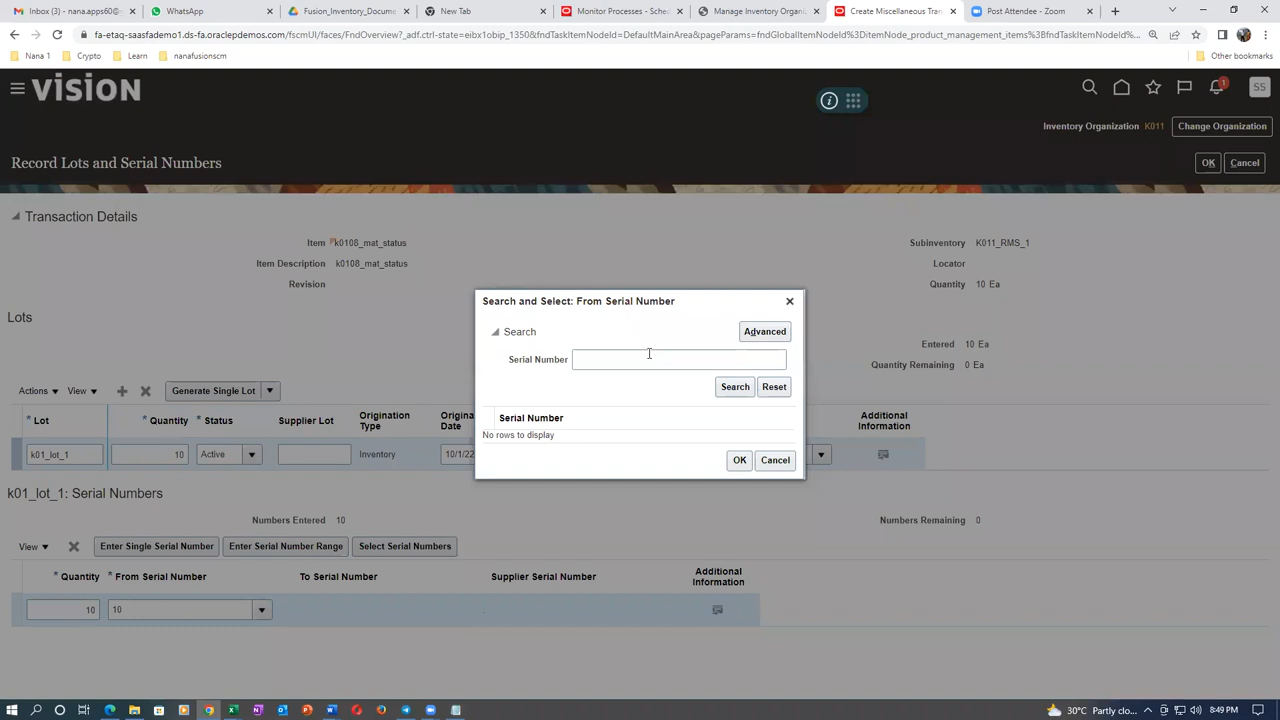 Inbox (3) - nana.apps60@
WhatsApp
Fusion_Inventory_Docume
New Tab
Monitor Processes - Sched
Manage Inventory Organiz
Create Miscellaneous Tran
Post Attendee - Zoom
fa-etaq-saasfademo1.ds-fa.oraclepdemos.com/fscmUI/faces/FndOverview?_adf.ctrl-state=eibx1obip_1350&fndTaskItemNodeId=DefaultMainArea&pageParams=fndGlobalItemNodeId%3DitemNode_product_management_items%3BfndTaskItemNodeId%...
Nana 1
Crypto
Learn
nanafusionscm
Other bookmarks
VISION
1
SS
Inventory Organization K011
Change Organization
Record Lots and Serial Numbers
OK
Cancel
Transaction Details
Item k0108_mat_status
Subinventory K011_RMS_1
Item Description k0108_mat_status
Locator
Revision
Quantity 10 Ea
Lots
Entered 10 Ea
Quantity Remaining 0 Ea
Actions View Generate Single Lot
* Lot * Quantity * Status Supplier Lot Origination Type Origina Date Additional Information
k01_lot_1 10 Active Inventory 10/1/22
Search and Select: From Serial Number
Search
Advanced
Serial Number
Search Reset
Serial Number
No rows to display
OK Cancel
k01_lot_1: Serial Numbers
Numbers Entered 10
Numbers Remaining 0
View Enter Single Serial Number Enter Serial Number Range Select Serial Numbers
* Quantity * From Serial Number To Serial Number Supplier Serial Number Additional Information
10 10
30°C Partly clo...
8:49 PM